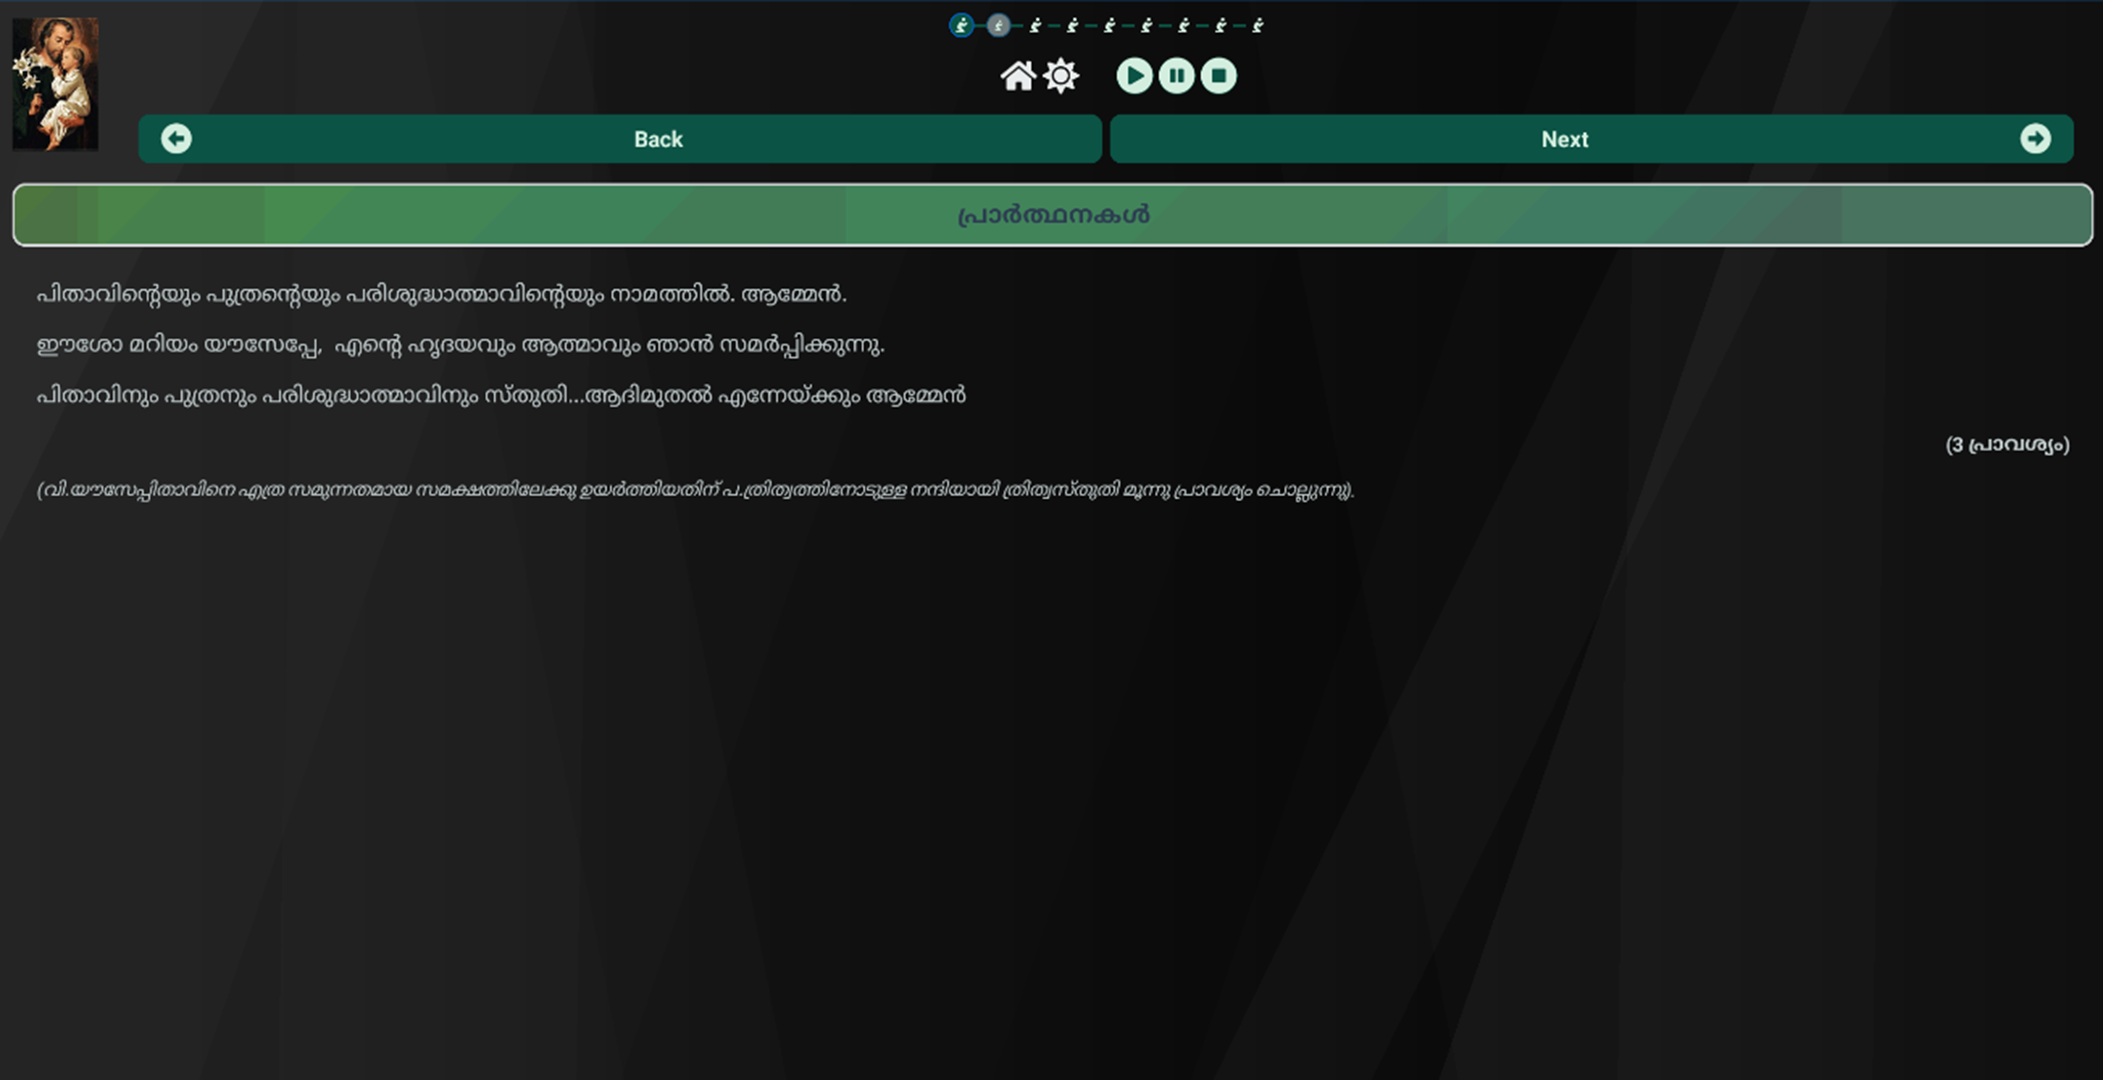 Back
Next
പ്രാർത്ഥനകൾ
പിതാവിന്റെയും പുത്രന്റെയും പരിശുദ്ധാത്മാവിന്റെയും നാമത്തിൽ. ആമ്മേൻ.
ഈശോ മറിയം യൗസേപ്പേ, എന്റെ ഹൃദയവും ആത്മാവും ഞാൻ സമർപ്പിക്കുന്നു.
പിതാവിനും പുത്രനും പരിശുദ്ധാത്മാവിനും സ്തുതി...ആദിമുതൽ എന്നേയ്ക്കും ആമ്മേൻ
(3 പ്രാവശ്യം)
(വി.യൗസേപ്പിതാവിനെ എത്ര സമുന്നതമായ സമക്ഷത്തിലേക്കു ഉയർത്തിയതിന് പ.ത്രിത്വത്തിനോടുള്ള നന്ദിയായി ത്രിത്വസ്തുതി മൂന്നു പ്രാവശ്യം ചൊല്ലുന്നു).